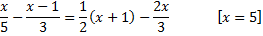 x/5 − (x − 1)/3 = 1/2(x + 1) − 2x/3 [x = 5]